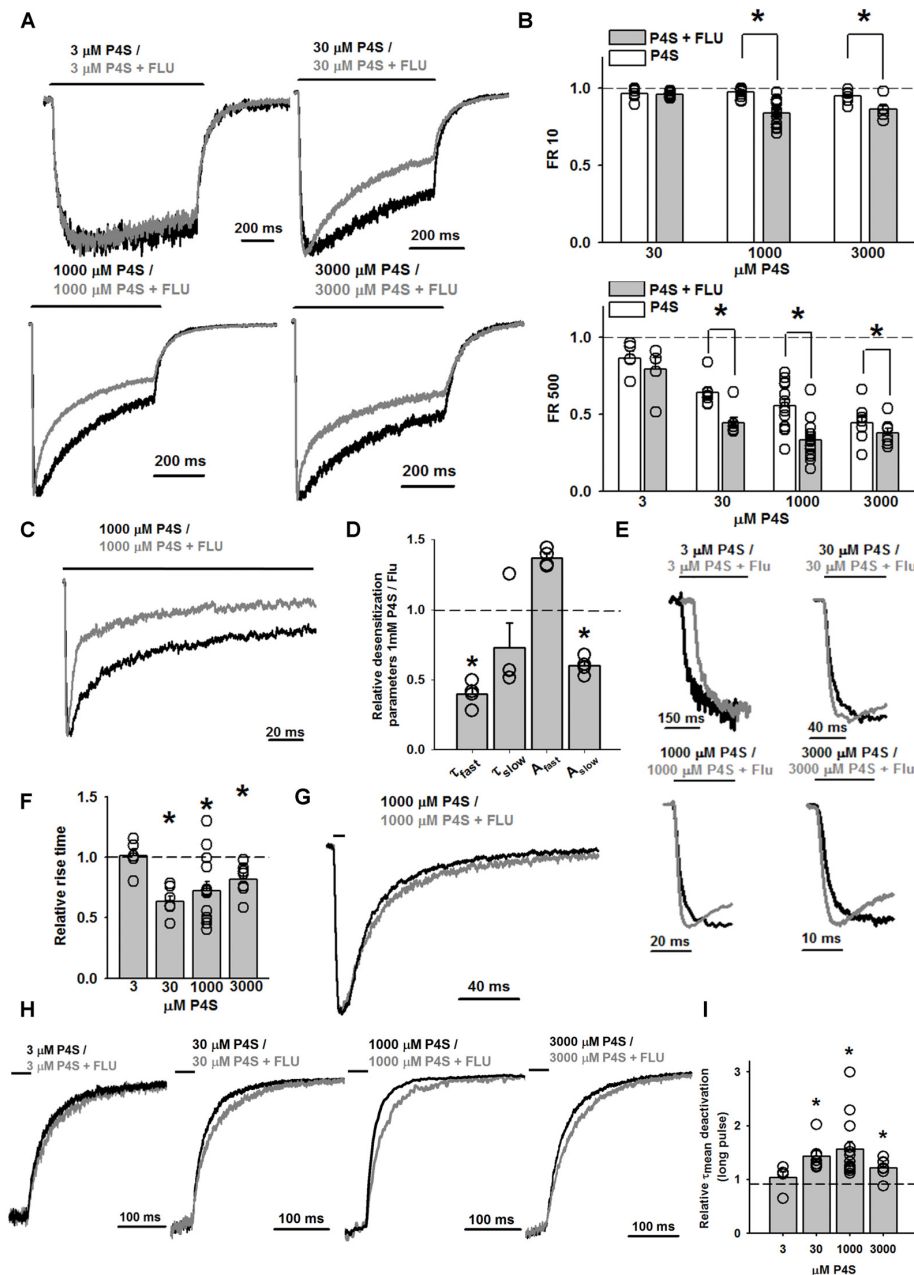 A
3 μM P4S /
3 μM P4S + FLU
200 ms
30 μM P4S /
30 μM P4S + FLU
200 ms
1000 μM P4S /
1000 μM P4S + FLU
200 ms
3000 μM P4S /
3000 μM P4S + FLU
200 ms
B
P4S + FLU
P4S
*
*
FR 10
1.0
0.5
1.0
0.0
30
1000
3000
μM P4S
P4S + FLU
P4S
*
*
*
FR 500
1.0
0.5
0.0
3
30
1000
3000
μM P4S
C
1000 μM P4S /
1000 μM P4S + FLU
20 ms
D
Relative desensitization
parameters 1mM P4S / Flu
1.5
1.0
0.5
0.0
*
*
τfast
τslow
Afast
Aslow
E
3 μM P4S /
3 μM P4S + Flu
150 ms
30 μM P4S /
30 μM P4S + Flu
40 ms
1000 μM P4S /
1000 μM P4S + Flu
20 ms
3000 μM P4S /
3000 μM P4S + Flu
10 ms
F
Relative rise time
1.5
1.0
0.5
0.0
*
*
*
3
30
1000
3000
μM P4S
G
1000 μM P4S /
1000 μM P4S + FLU
40 ms
H
3 μM P4S /
3 μM P4S + FLU
100 ms
30 μM P4S /
30 μM P4S + FLU
100 ms
1000 μM P4S /
1000 μM P4S + FLU
100 ms
3000 μM P4S /
3000 μM P4S + FLU
100 ms
I
Relative τmean deactivation
(long pulse)
3
2
1
0
*
*
*
3
30
1000
3000
μM P4S